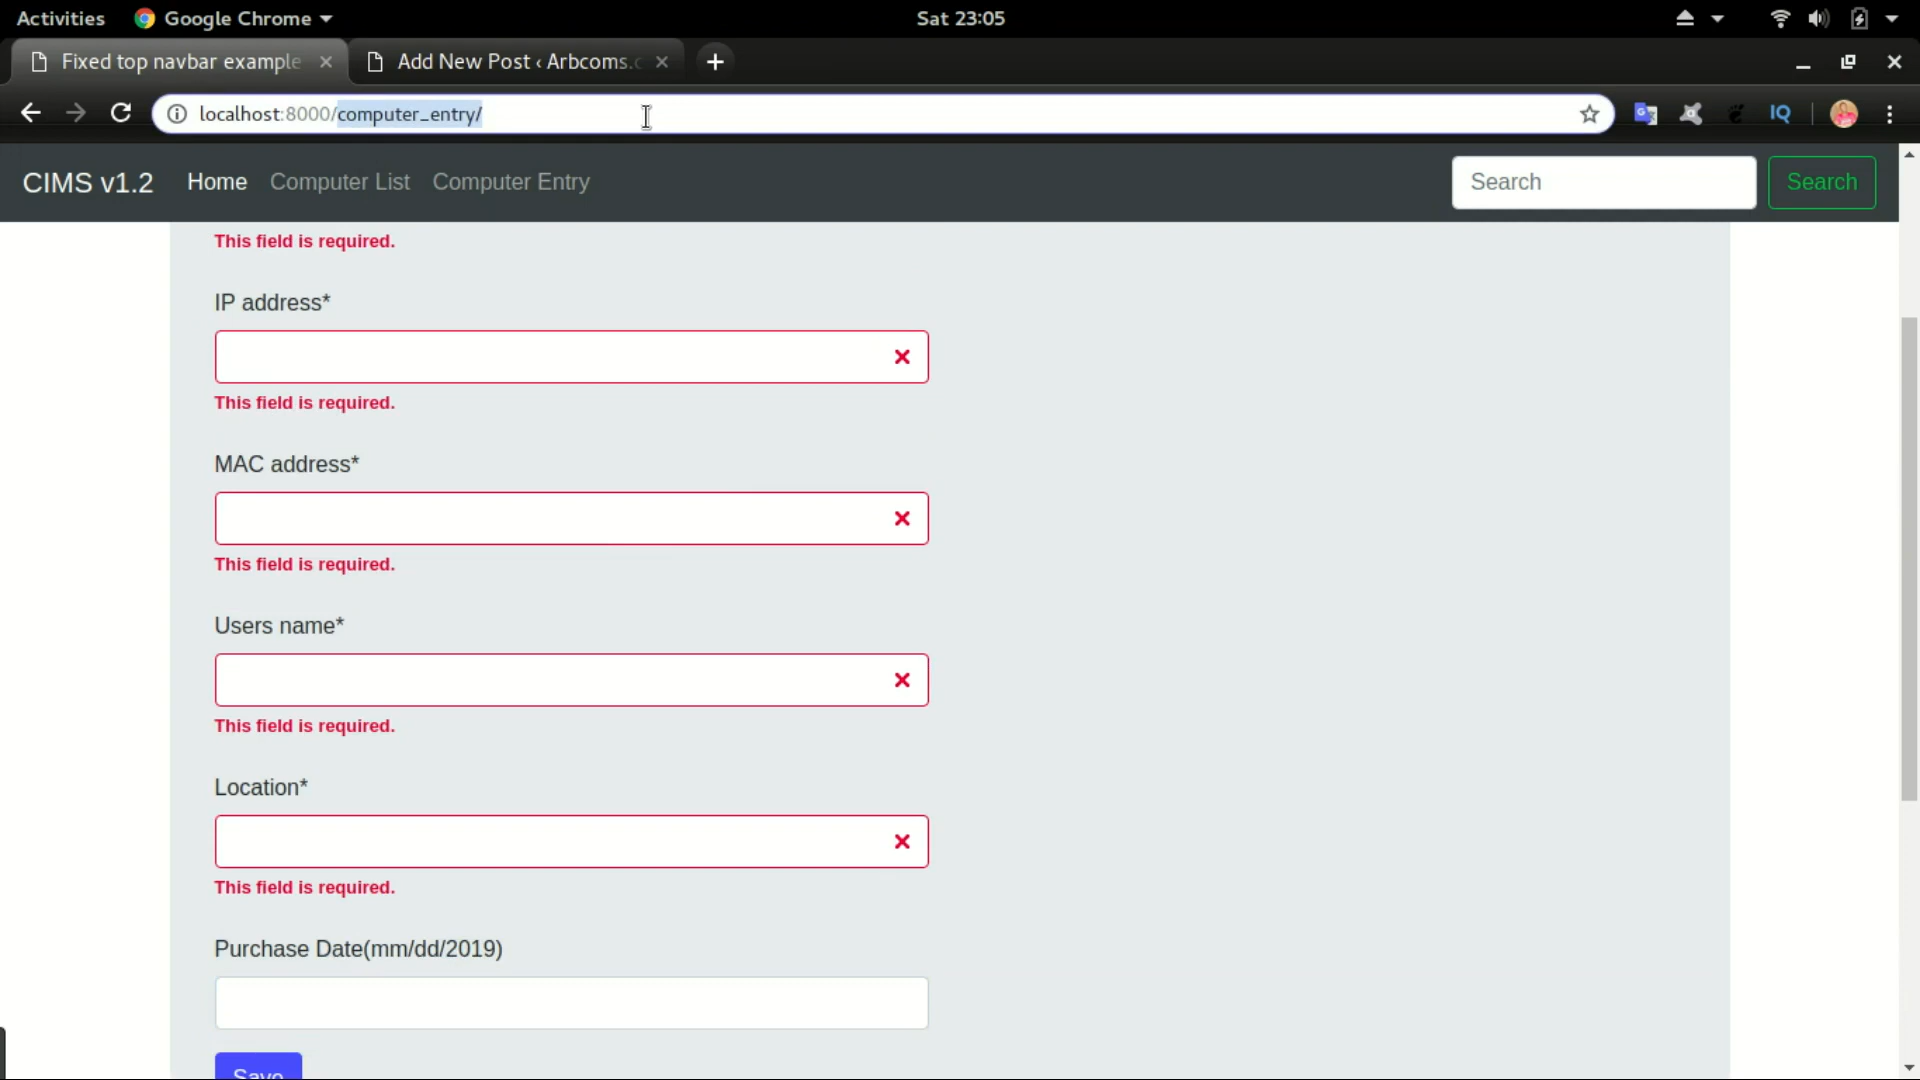 Activities Google Chrome Sat 23:05
Fixed top navbar example Add New Post ‹ Arbcoms.
localhost:8000/computer_entry/ IQ
CIMS v1.2 Home Computer List Computer Entry Search Search
This field is required.
IP address*
This field is required.
MAC address*
This field is required.
Users name*
This field is required.
Location*
This field is required.
Purchase Date(mm/dd/2019)
Save